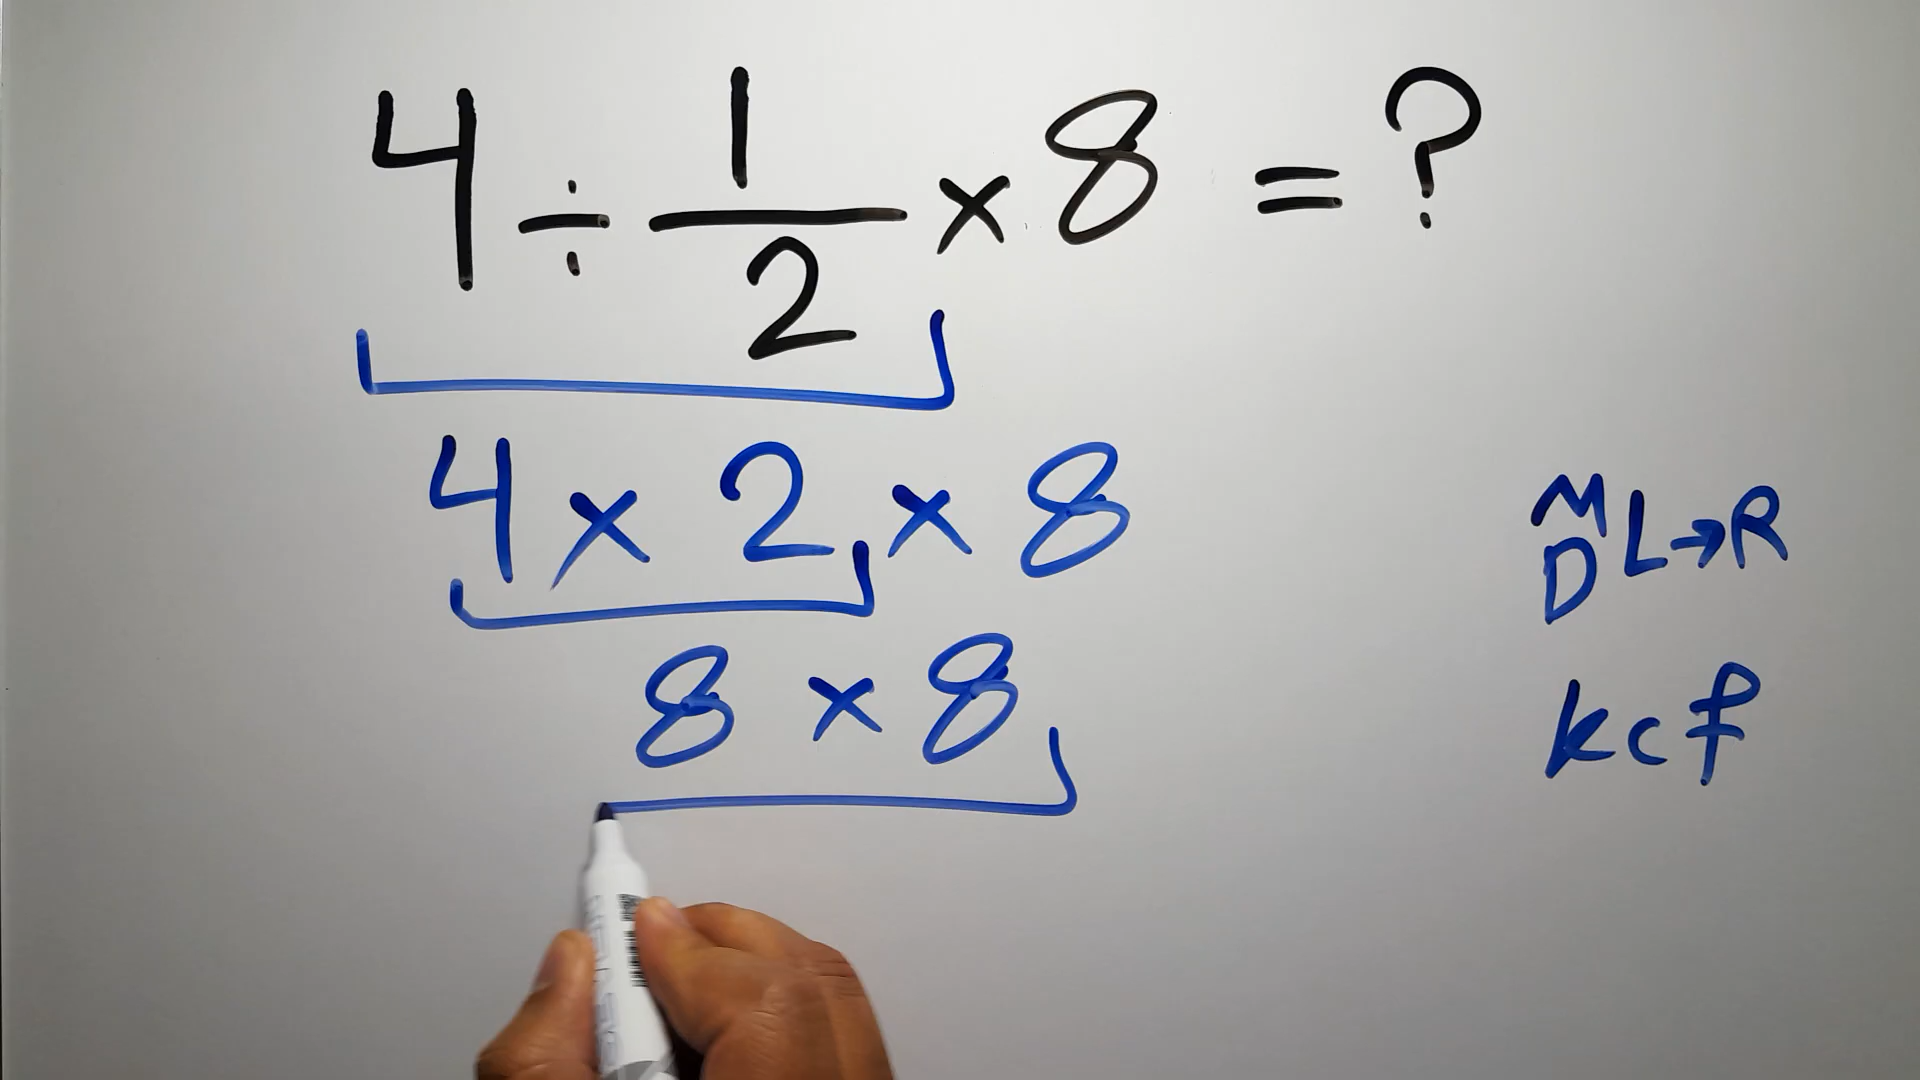 4 ÷ 1/2 × 8 = ?
4 × 2 × 8
M
D L→R
8 × 8
kcf